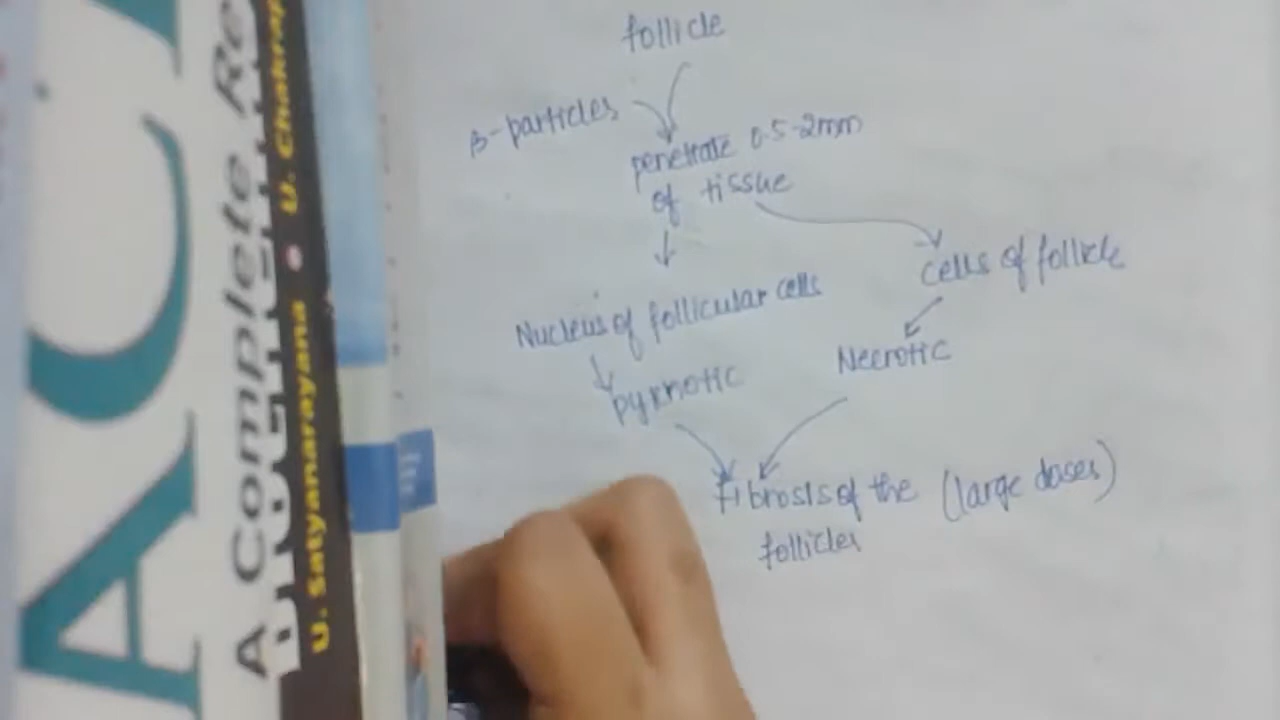 follicle
β-particles
penetrate 0.5-2mm
of tissue
Nucleus of follicular cells
cells of follicle
pyknotic
Necrotic
Fibrosis of the (large doses)
follicles
A Complete Re
U. Satyanarayana • U. Chakrap